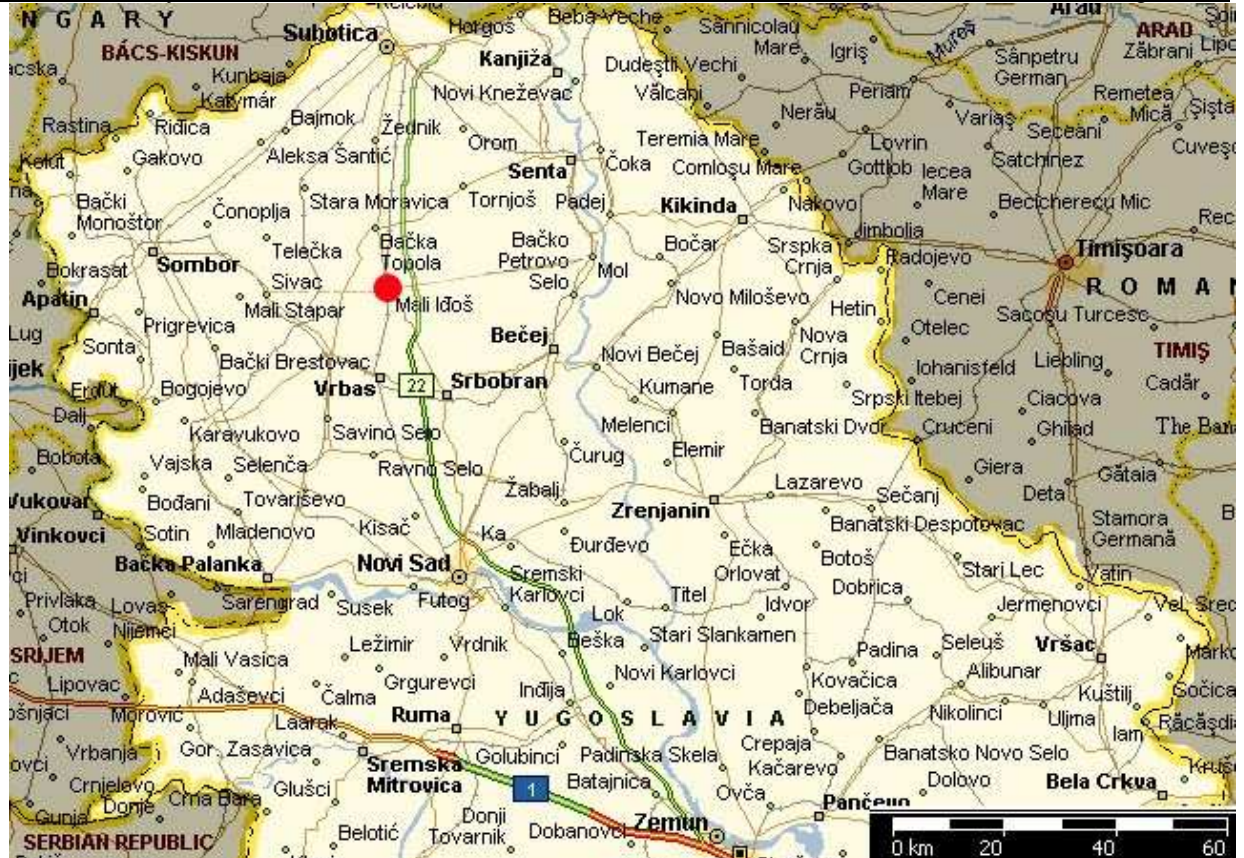 N G A R Y
Subotica
Horgoš
Beba Veche
Sânnicolau
Mare
Igriş
Mureş
Arad
ARAD
Zăbrani
BÁCS-KISKUN
Kanjiža
Dudeştii Vechi
Sânpetru
German
Kunbaja
Katymár
Novi Kneževac
Vălcani
Periam
Remetea
Mică
Rastina
Riđica
Bajmok
Žednik
Orom
Nerău
Variaş
Seceani
Teremia Mare
Lovrin
Gakovo
Aleksa Šantić
Senta
Čoka
Comloşu Mare
Gottlob
Satchinez
Iecea
Mare
Bački
Monoštor
Čonoplja
Stara Moravica
Tornjoš
Padej
Kikinda
Nakovo
Becicherecu Mic
Telečka
Bačka
Topola
Bačko
Petrovo
Selo
Bočar
Srspka
Crnja
Jimbolia
Timişoara
Sombor
Mol
Radojevo
R O M A N
Bokrasat
Sivac
Apatin
Mali Stapar
Mali Iđoš
Novo Miloševo
Hetin
Cenei
Sacoşu Turcesc
Lug
Prigrevica
Bečej
Nova
Crnja
Otelec
Sonta
Bački Brestovac
Novi Bečej
Bašaid
Iohanisfeld
Liebling
TIMIŞ
Erdut
Bogojevo
Vrbas
22
Srbobran
Kumane
Torda
Srpski Itebej
Cadăr
Ciacova
Dalj
Karavukovo
Savino Selo
Melenci
Banatski Dvor
Cruceni
Ghilad
Bobota
Vajska
Selenča
Ravno Selo
Čurug
Elemir
Giera
Gătaia
Vukovar
Bođani
Tovariševo
Žabalj
Lazarevo
Sečanj
Deta
Vinkovci
Sotin
Mladenovo
Kisač
Ka
Zrenjanin
Banatski Despotovac
Stamora
Germană
Bačka Palanka
Novi Sad
Đurđevo
Ečka
Botoš
Orlovat
Stari Lec
Vatin
Privlaka
Lovas
Sarengrad
Susek
Futog
Sremski
Karlovci
Titel
Idvor
Dobrica
Jermenovci
Otok
Nijemci
Lok
Ležimir
Vrdnik
Beška
Stari Slankamen
Padina
Seleuš
Vršac
SRIJEM
Mali Vasica
Grgurevci
Novi Karlovci
Kovačica
Alibunar
Lipovac
Adaševci
Čalma
Inđija
Debeljača
Nikolinci
Kuštilj
Sočica
Morović
Laarak
Ruma
Y U G O S L A V I A
Uljma
Iam
Vrbanja
Gor. Zasavica
Golubinci
Padinska Skela
Crepaja
Banatsko Novo Selo
Crnjelovo
Donje
Sremska
Mitrovica
1
Batajnica
Kačarevo
Dolovo
Bela Crkva
Gunja
Crna Bara
Glušci
Ovča
Pančevo
SERBIAN REPUBLIC
Belotić
Donji
Tovarnik
Dobanovci
Zemun
0 km 20 40 60